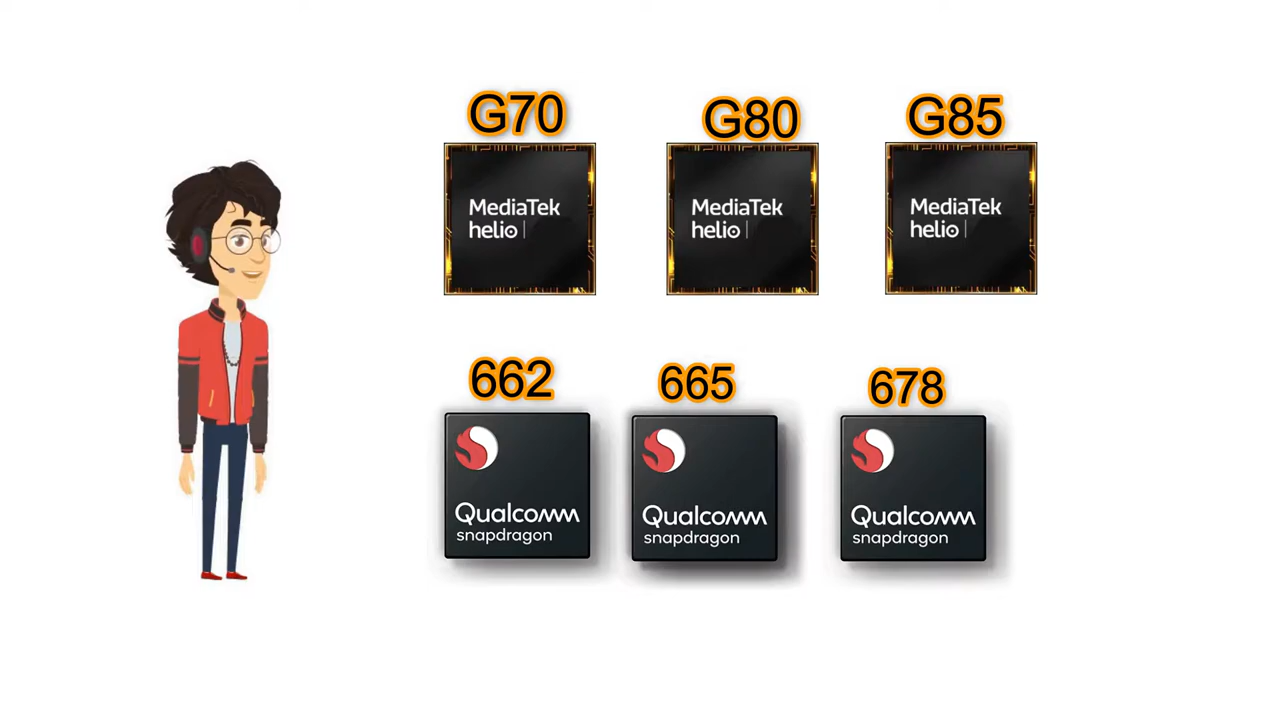 G70
G80
G85
MediaTek
helio
MediaTek
helio
MediaTek
helio
662
665
678
Qualcomm
snapdragon
Qualcomm
snapdragon
Qualcomm
snapdragon